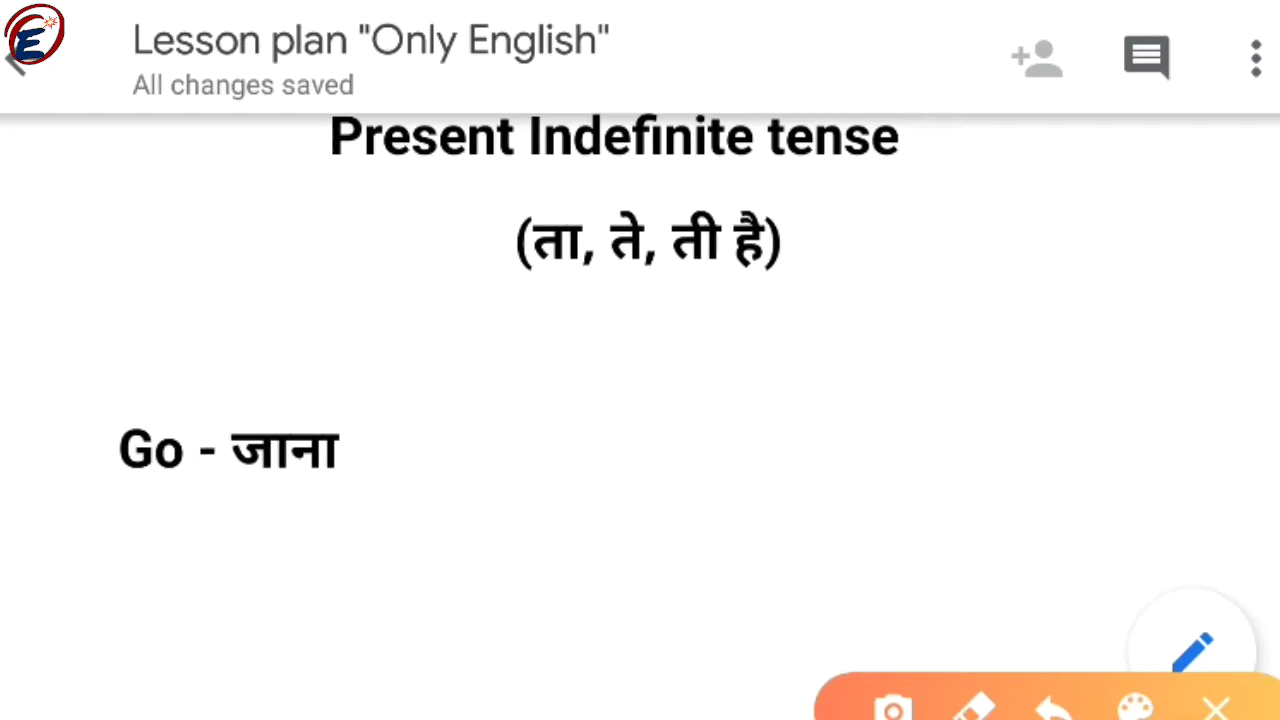 Lesson plan "Only English"
All changes saved
Present Indefinite tense
(ता, ते, ती है)
Go - जाना